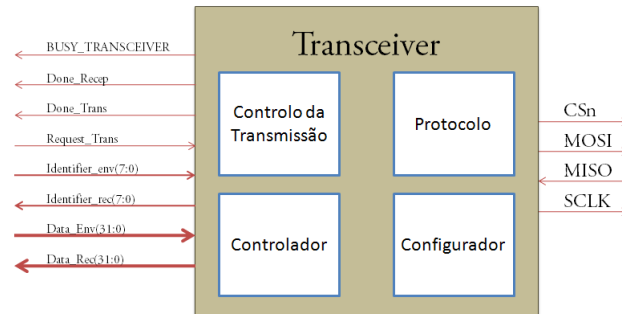 Transceiver
BUSY_TRANSCEIVER
Done_Recep
Done_Trans
Request_Trans
Identifier_env(7:0)
Identifier_rec(7:0)
Data_Env(31:0)
Data_Rec(31:0)
Controlo da
Transmissão
Protocolo
Controlador
Configurador
CSn
MOSI
MISO
SCLK